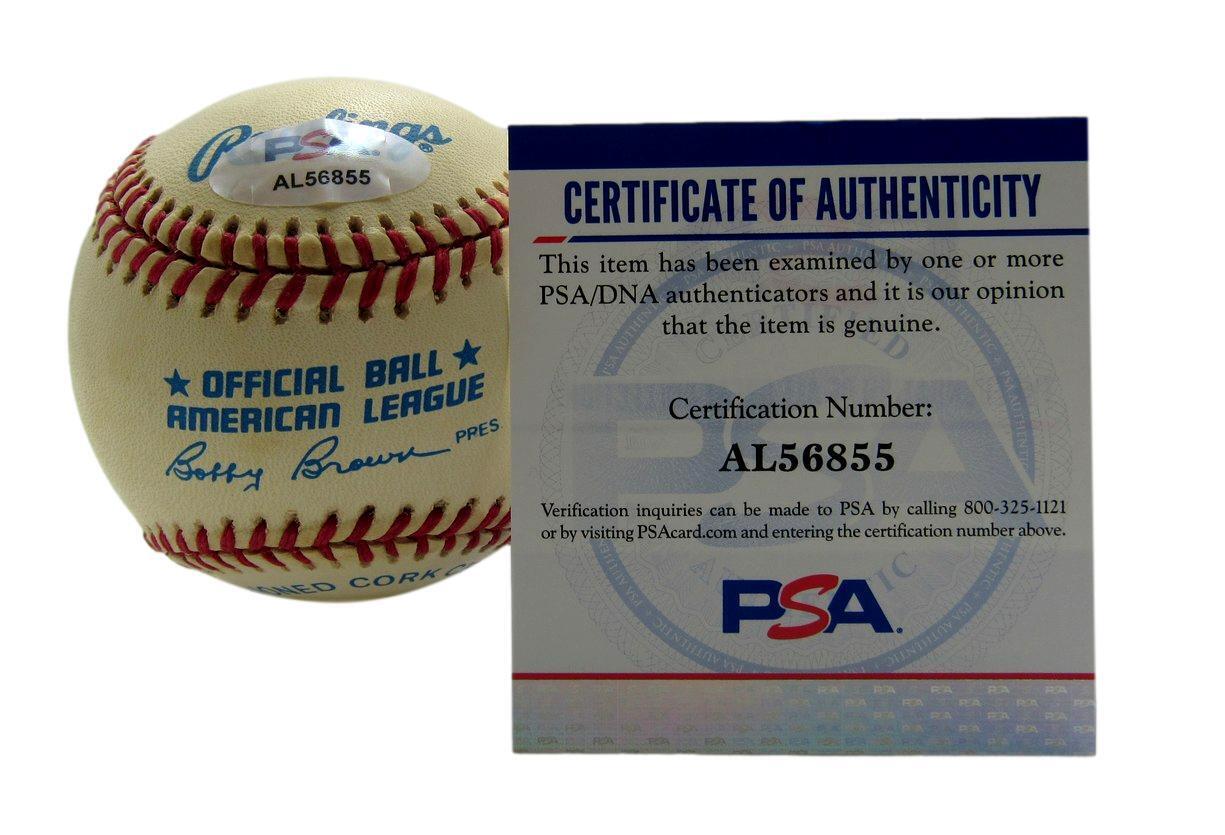 Rawlings®
PSA
AL56855
★ OFFICIAL BALL ★
AMERICAN LEAGUE
Bobby Brown PRES.
ONED CORK C
CERTIFICATE OF AUTHENTICITY
This item has been examined by one or more
PSA/DNA authenticators and it is our opinion
that the item is genuine.
Certification Number:
AL56855
Verification inquiries can be made to PSA by calling 800-325-1121
or by visiting PSAcard.com and entering the certification number above.
PSA.